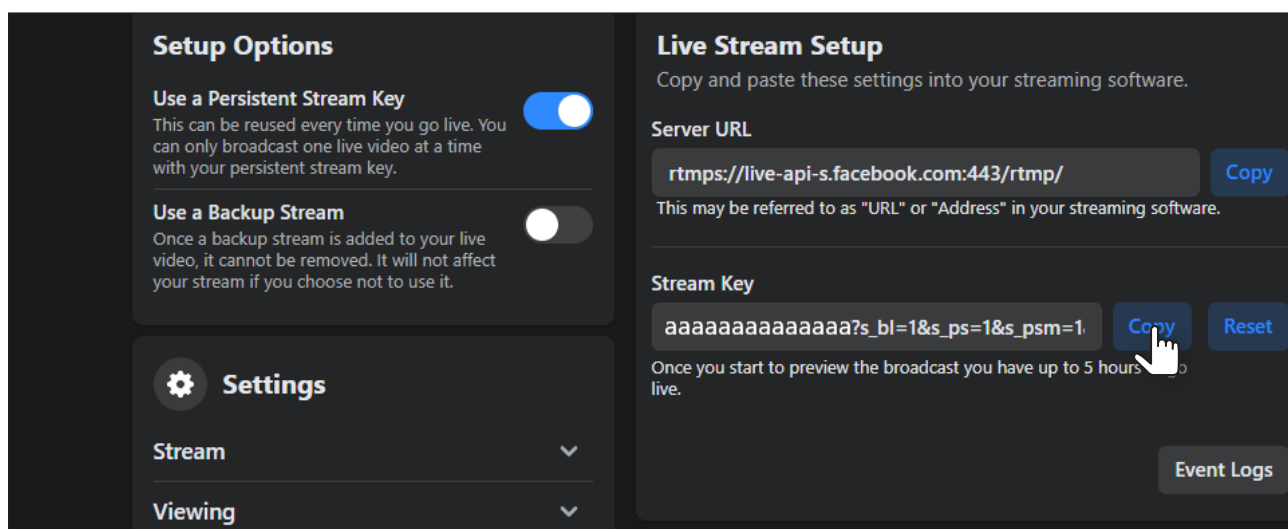 Setup Options
Use a Persistent Stream Key
This can be reused every time you go live. You
can only broadcast one live video at a time
with your persistent stream key.
Use a Backup Stream
Once a backup stream is added to your live
video, it cannot be removed. It will not affect
your stream if you choose not to use it.
Settings
Stream
Viewing
Live Stream Setup
Copy and paste these settings into your streaming software.
Server URL
rtmps://live-api-s.facebook.com:443/rtmp/
Copy
This may be referred to as "URL" or "Address" in your streaming software.
Stream Key
aaaaaaaaaaaaaa?s_bl=1&s_ps=1&s_psm=1
Copy
Reset
Once you start to preview the broadcast you have up to 5 hours
live.
Event Logs